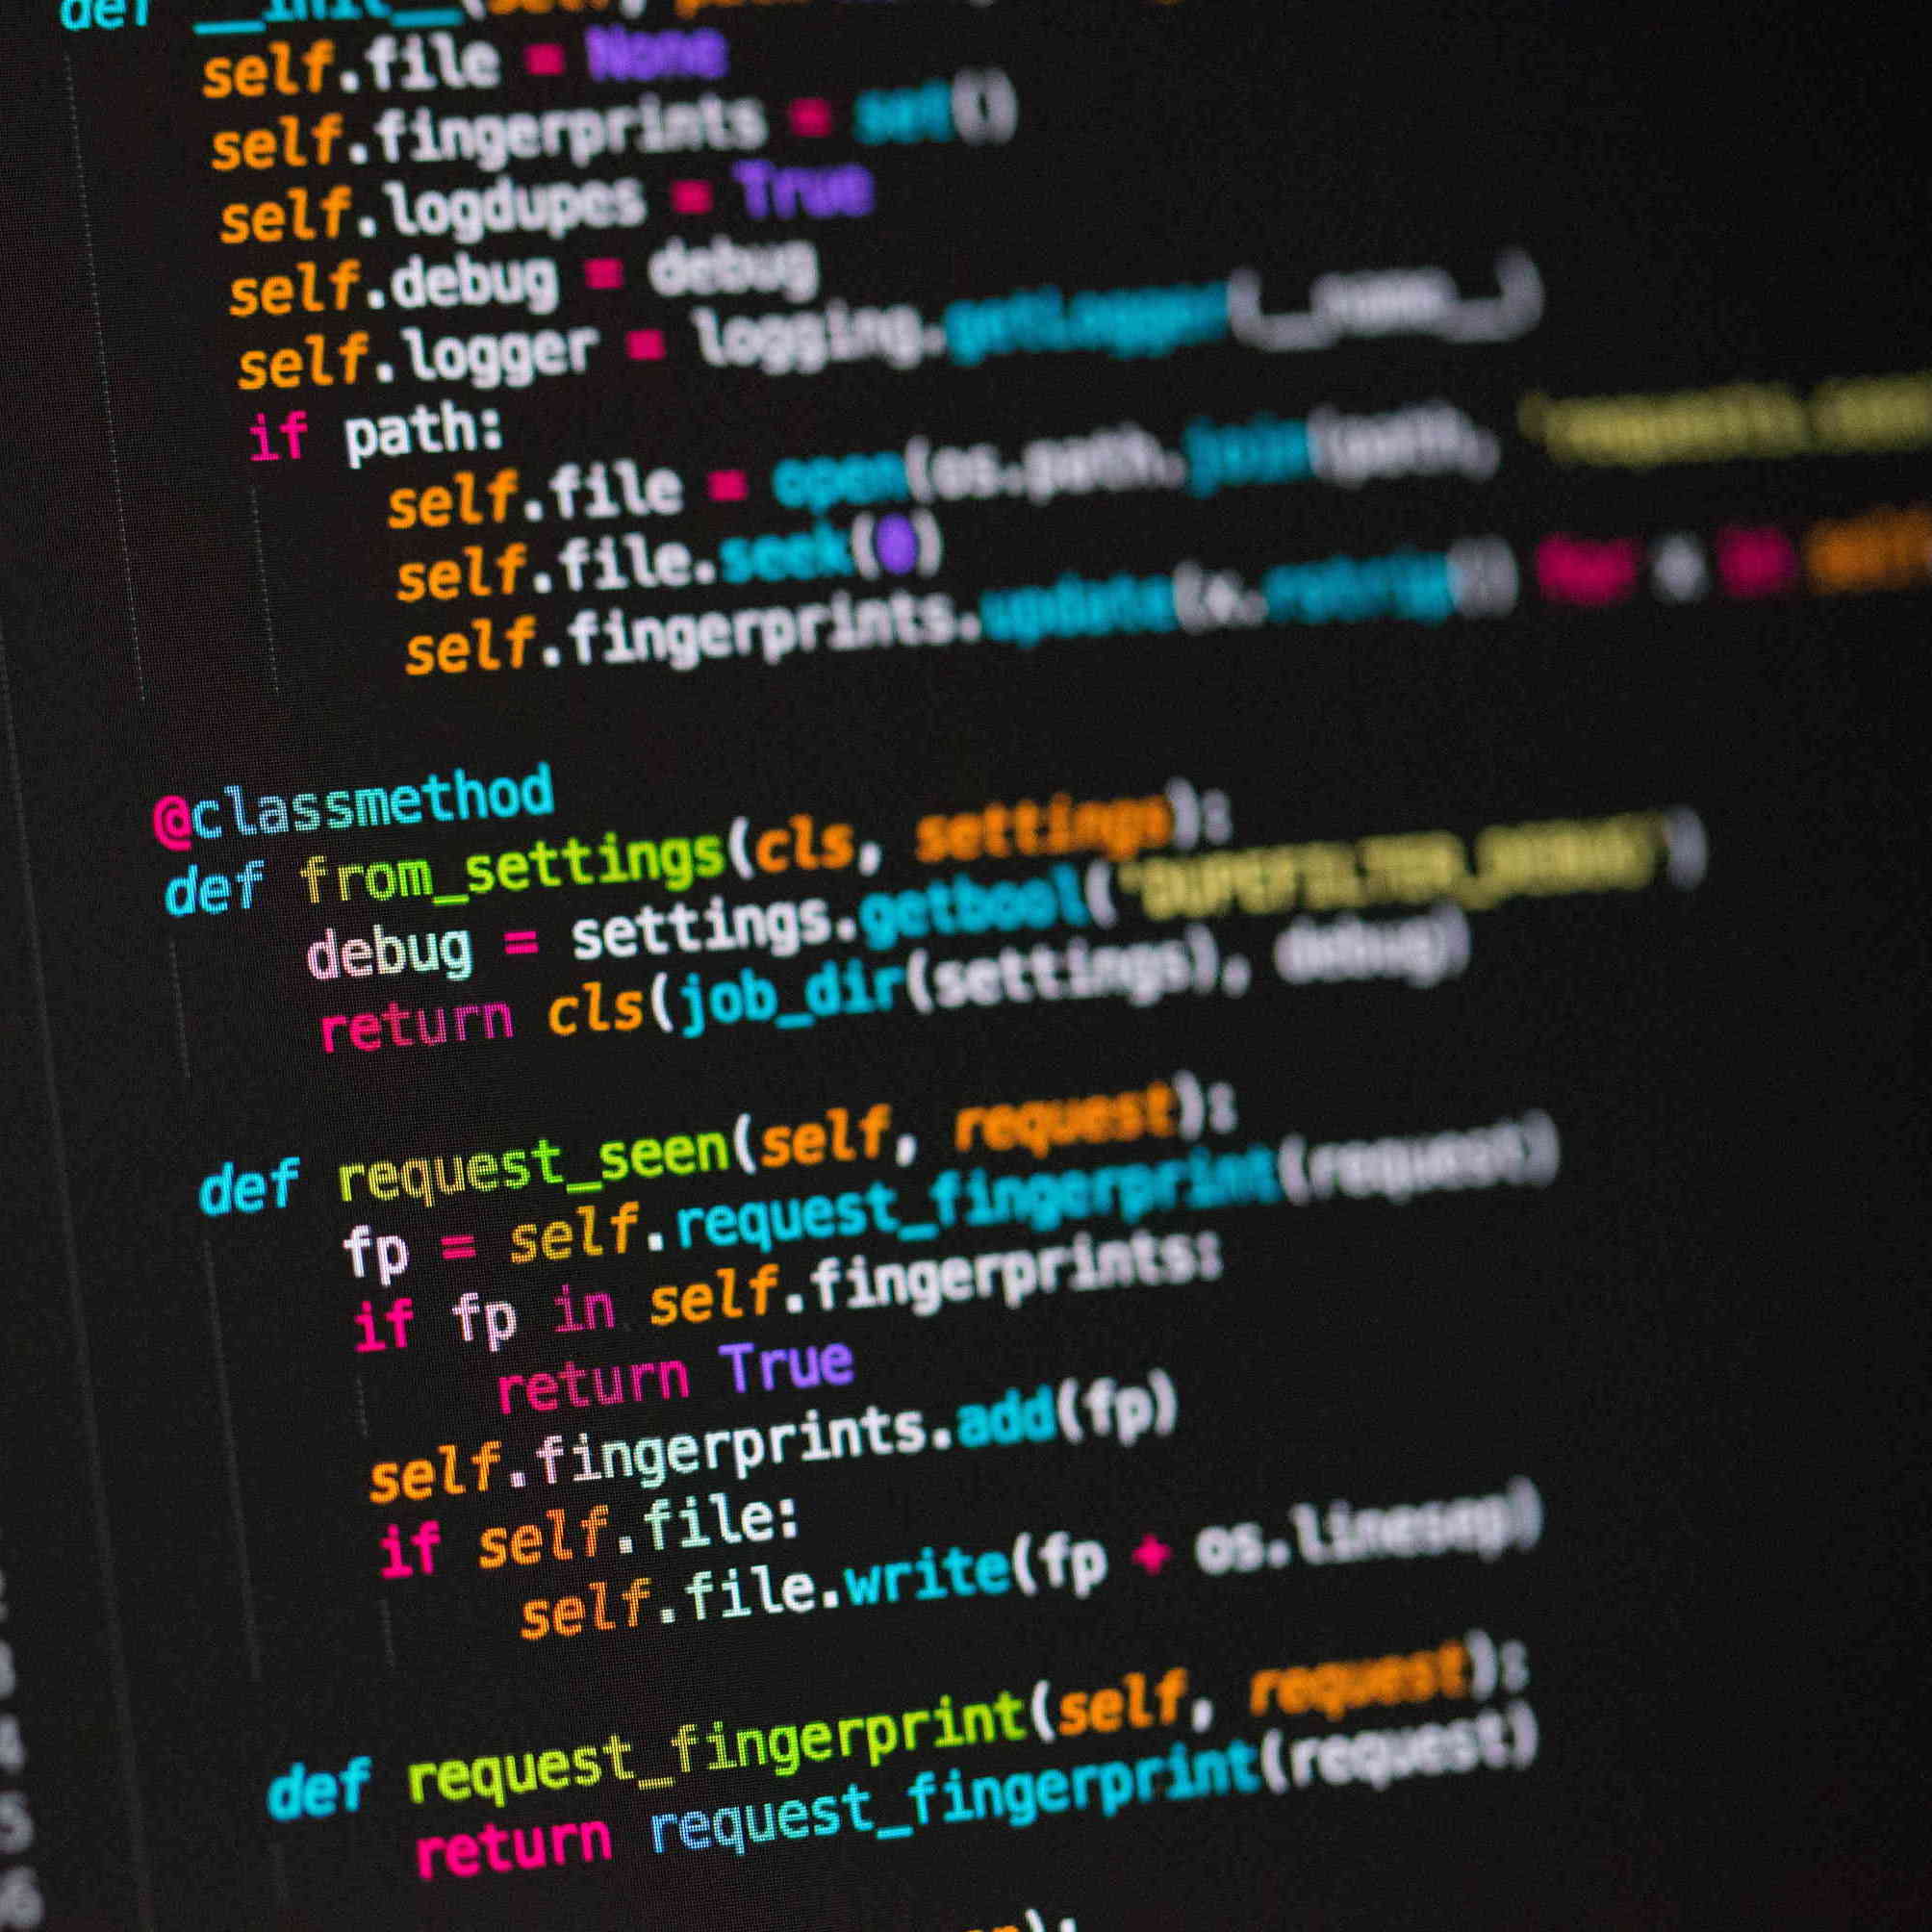 def __init__(self,
self.file = None
self.fingerprints = set()
self.logdupes = True
self.debug = debug
self.logger = logging.getLogger(__name__)
if path:
self.file = open(os.path.join(path,
self.file.seek(0)
self.fingerprints.update(x.rstrip() for x in self
@classmethod
def from_settings(cls, settings):
debug = settings.getbool('DUPEFILTER_DEBUG')
return cls(job_dir(settings), debug)
def request_seen(self, request):
fp = self.request_fingerprint(request)
if fp in self.fingerprints:
return True
self.fingerprints.add(fp)
if self.file:
self.file.write(fp + os.linesep)
def request_fingerprint(self, request):
return request_fingerprint(request)